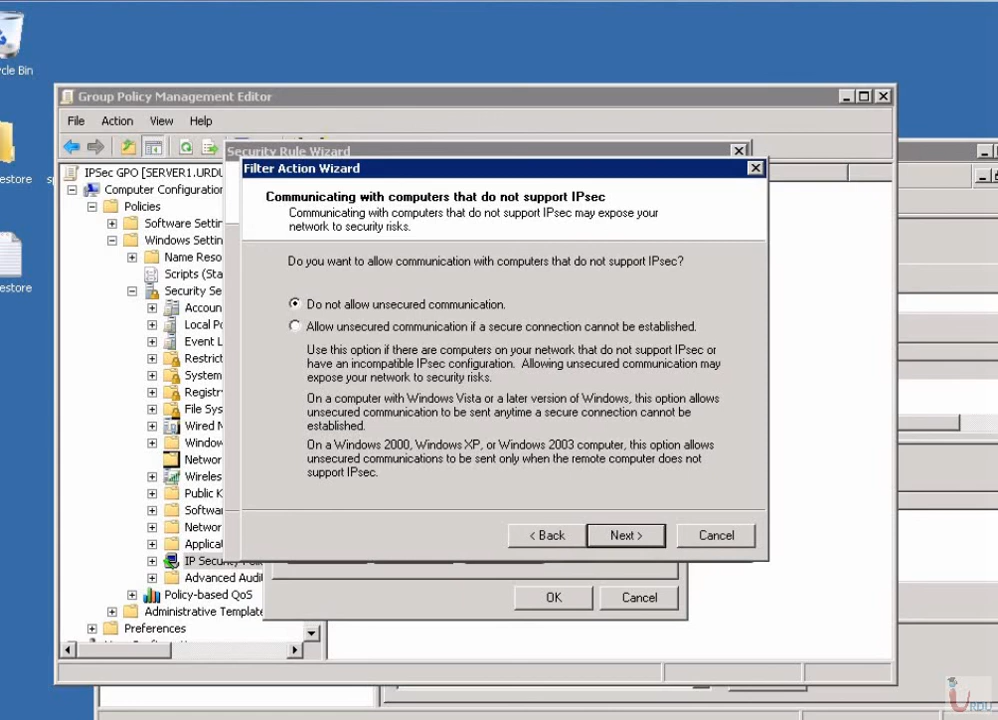 cle Bin
estore
estore
Group Policy Management Editor
File Action View Help
Security Rule Wizard
Filter Action Wizard
Communicating with computers that do not support IPsec
Communicating with computers that do not support IPsec may expose your
network to security risks.
Do you want to allow communication with computers that do not support IPsec?
Do not allow unsecured communication.
Allow unsecured communication if a secure connection cannot be established.
Use this option if there are computers on your network that do not support IPsec or
have an incompatible IPsec configuration. Allowing unsecured communication may
expose your network to security risks.
On a computer with Windows Vista or a later version of Windows, this option allows
unsecured communication to be sent anytime a secure connection cannot be
established.
On a Windows 2000, Windows XP, or Windows 2003 computer, this option allows
unsecured communications to be sent only when the remote computer does not
support IPsec.
< Back Next > Cancel
OK Cancel
IPSec GPO [SERVER1.URDU
Computer Configuration
Policies
Software Settin
Windows Settin
Name Reso
Scripts (Sta
Security Se
Accoun
Local Po
Event L
Restrict
System
Registr
File Sys
Wired N
Window
Networ
Wireles
Public K
Softwar
Networ
Applicat
IP Security
Advanced Audi
Policy-based QoS
Administrative Template
Preferences
URDU